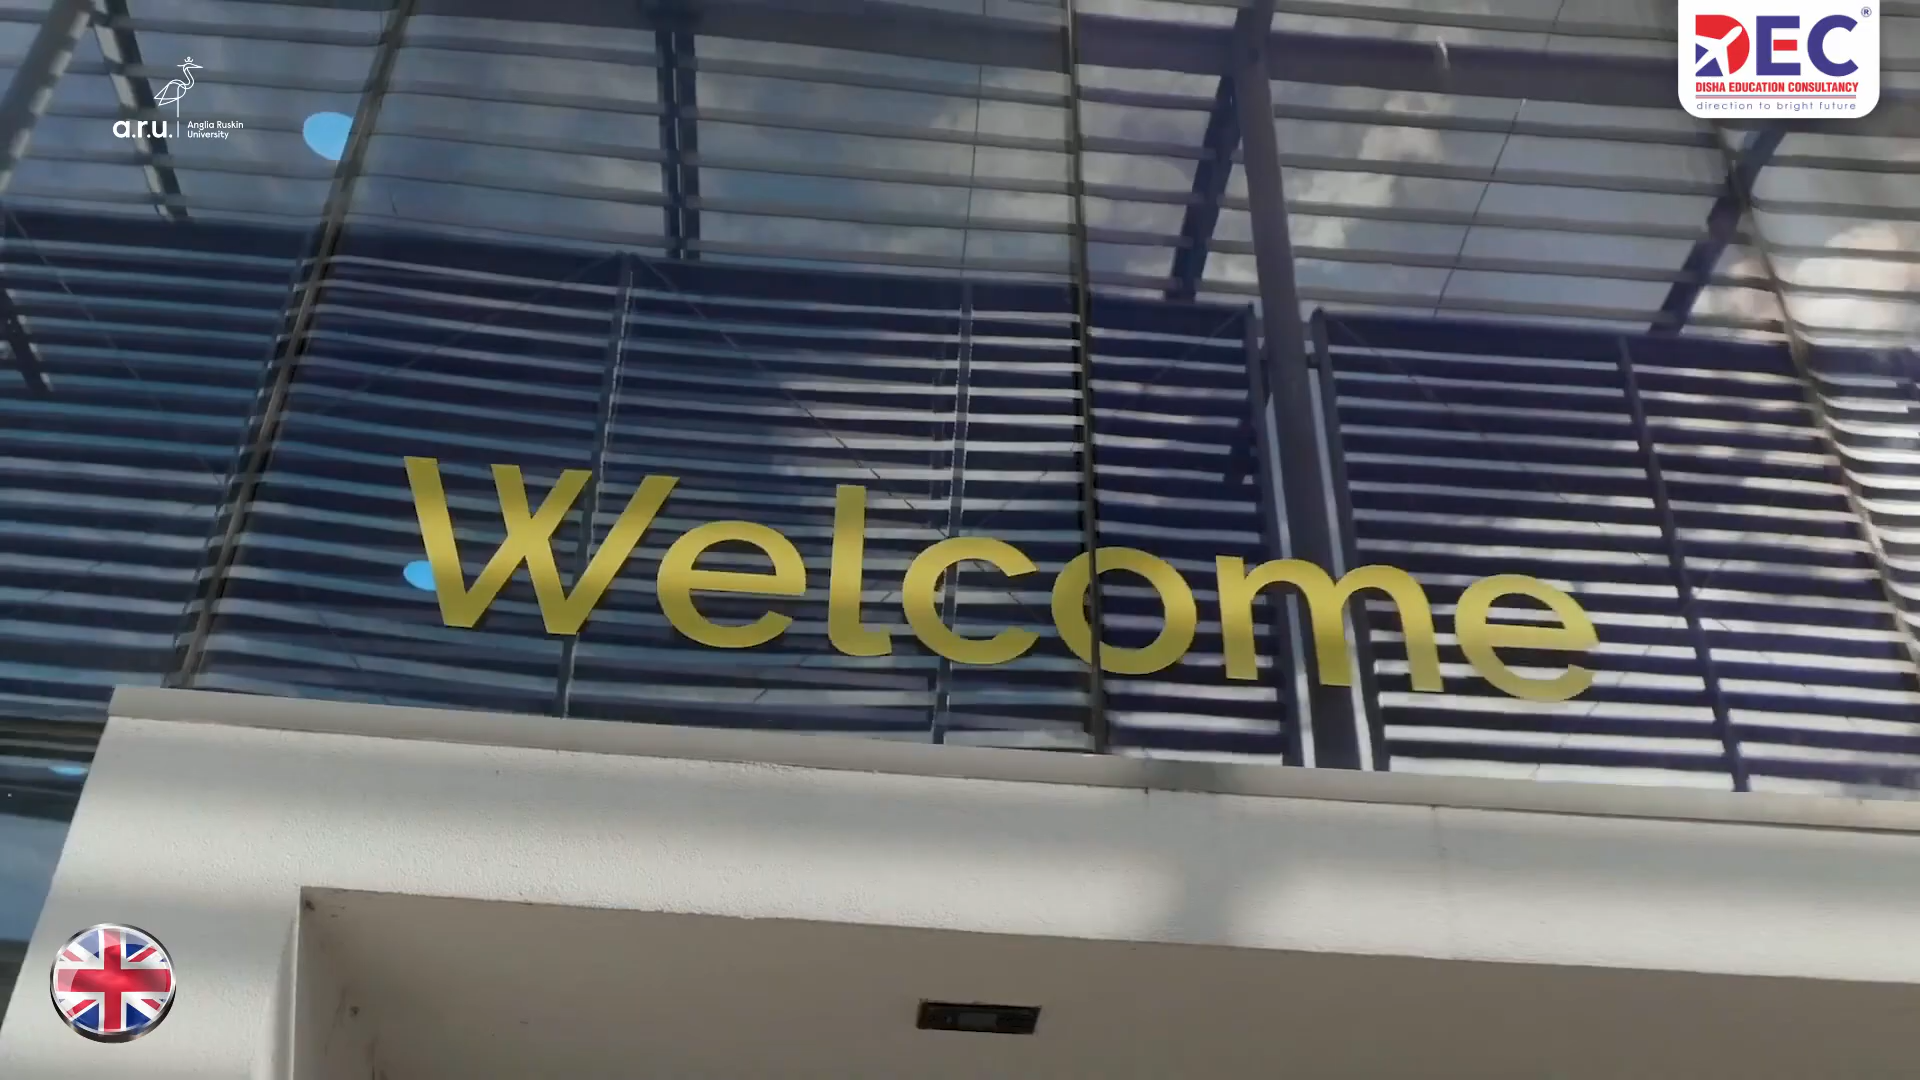 a.r.u. Anglia Ruskin
University
DEC®
DISHA EDUCATION CONSULTANCY
direction to bright future
Welcome